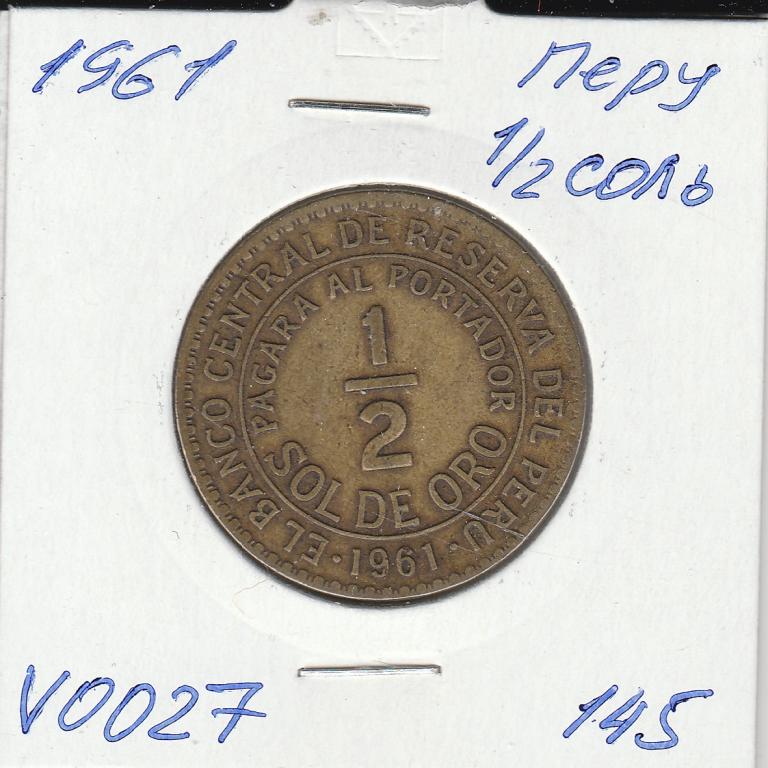 1961
Перу
1/2 соль
EL BANCO CENTRAL DE RESERVA DEL PERU
PAGARA AL PORTADOR
1
2
SOL DE ORO
· 1961 ·
V0027
145